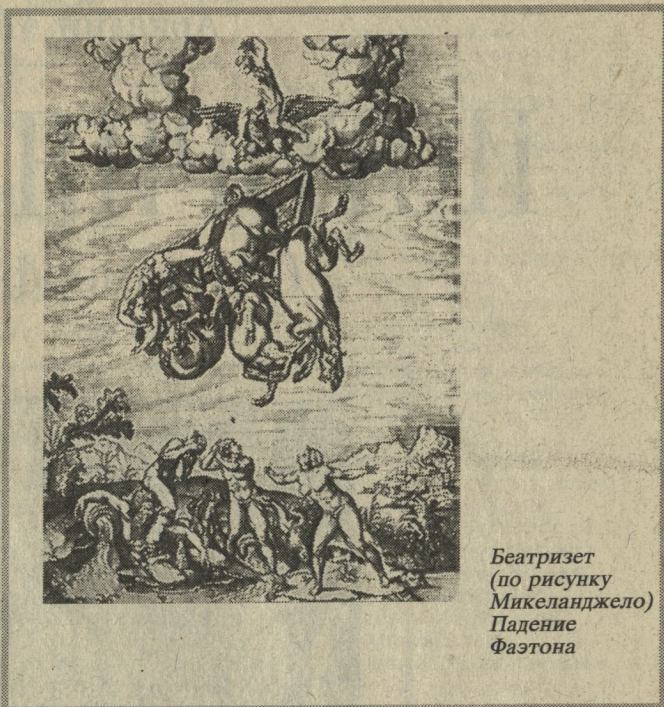 Беатризет
(по рисунку
Микеланджело)
Падение
Фаэтона